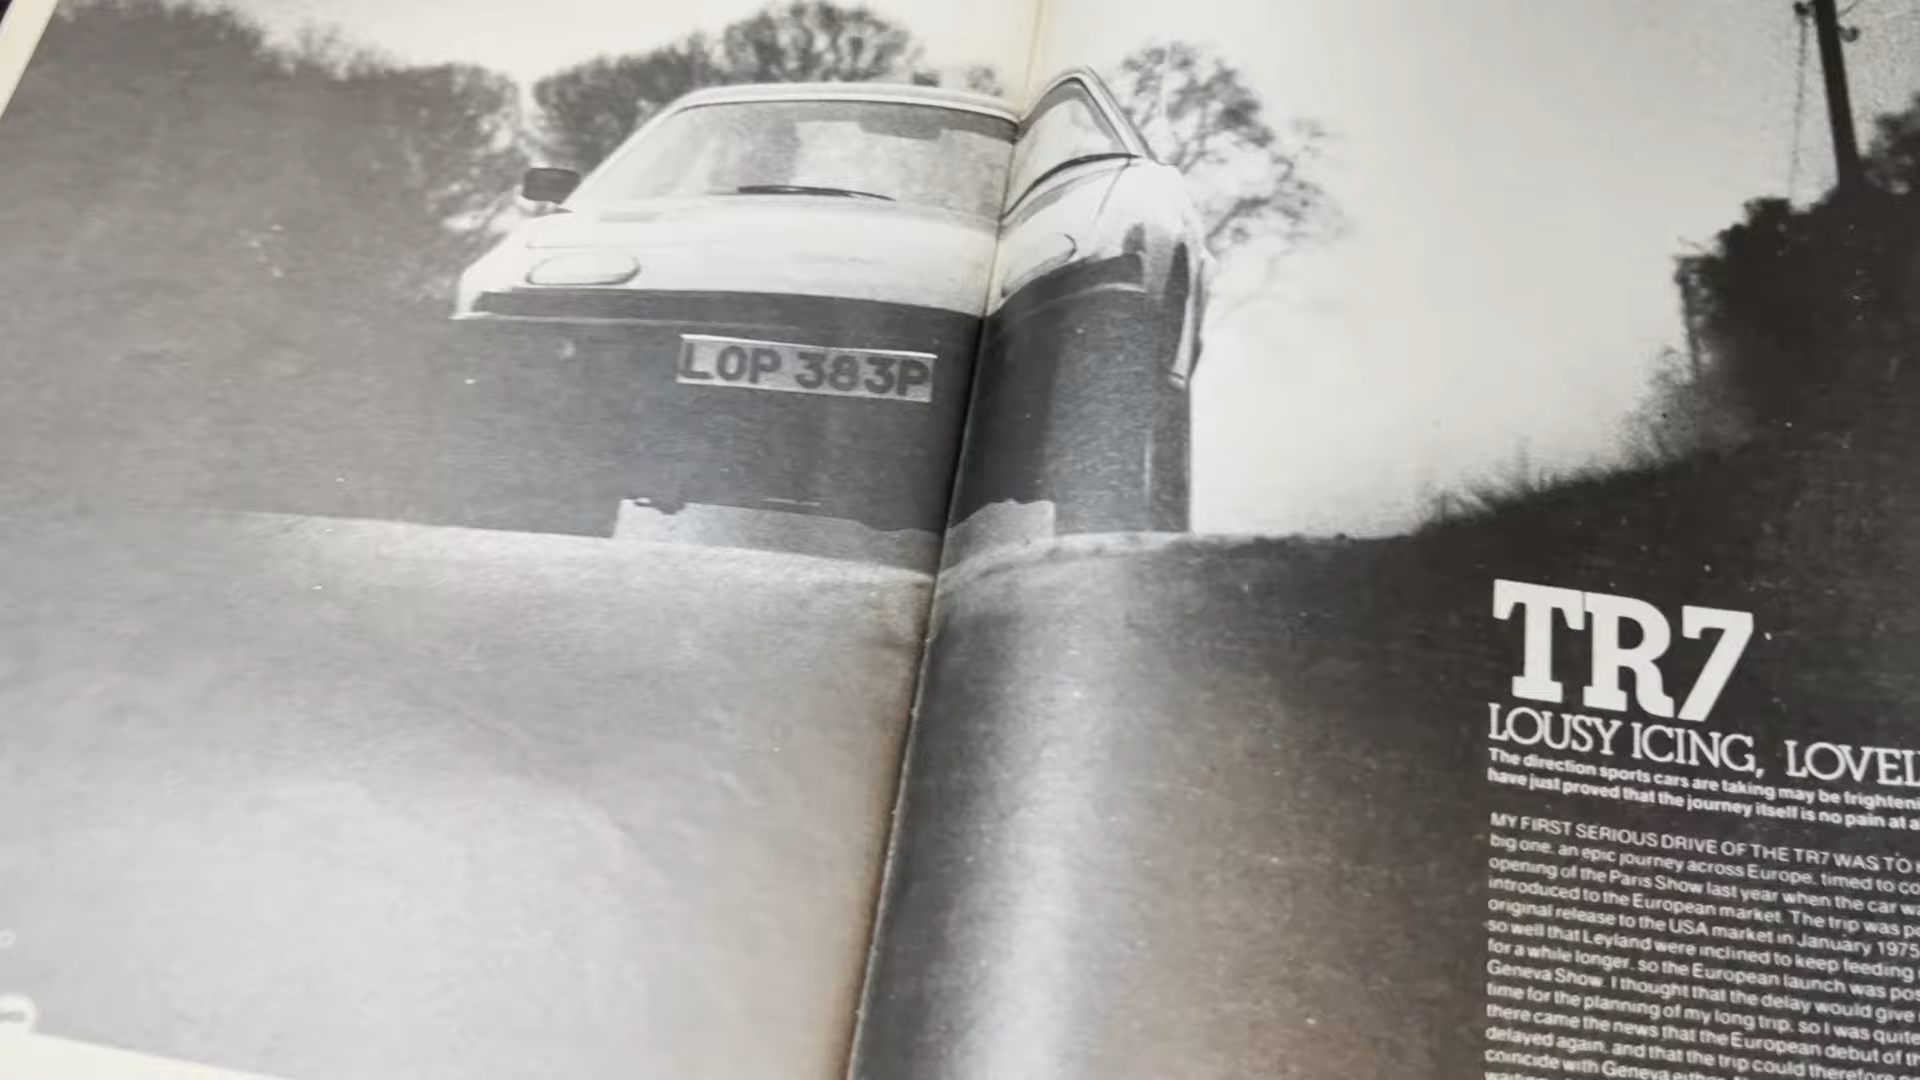 LOP 383P
TR7
LOUSY ICING,
The direction sports cars are taking may be
have just proved that the journey itself is no pain at
MY FIRST SERIOUS DRIVE OF THE TR7 WAS TO
big one, an epic journey across Europe, timed to
opening of the Paris Show last year when the car
introduced to the European market. The trip was
original release to the USA market in January 1975
so well that Leyland were inclined to keep feeding
for a while longer, so the European launch was
Geneva Show. I thought that the delay would give
time for the planning of my long trip, so I was quite
there came the news that the European debut of
delayed again, and that the trip could therefore
coincide with Geneva